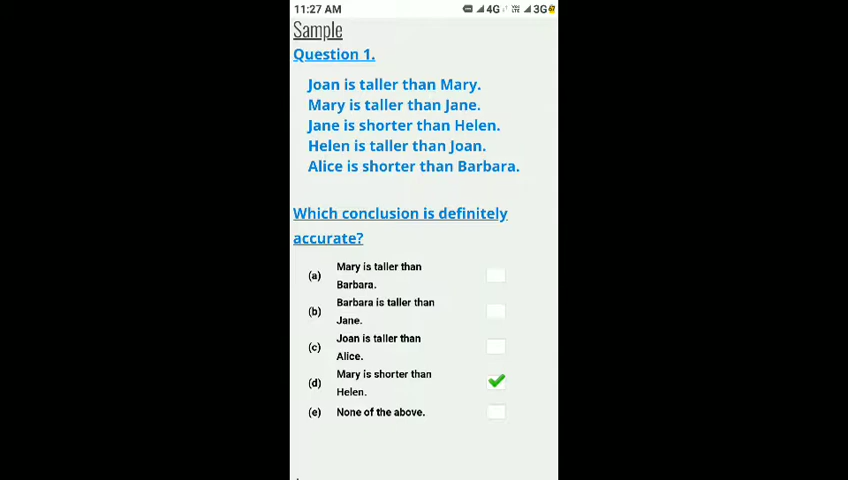 11:27 AM 4G 3G 67
Sample
Question 1.
Joan is taller than Mary.
Mary is taller than Jane.
Jane is shorter than Helen.
Helen is taller than Joan.
Alice is shorter than Barbara.
Which conclusion is definitely
accurate?
(a) Mary is taller than
Barbara.
(b) Barbara is taller than
Jane.
(c) Joan is taller than
Alice.
(d) Mary is shorter than
Helen.
(e) None of the above.